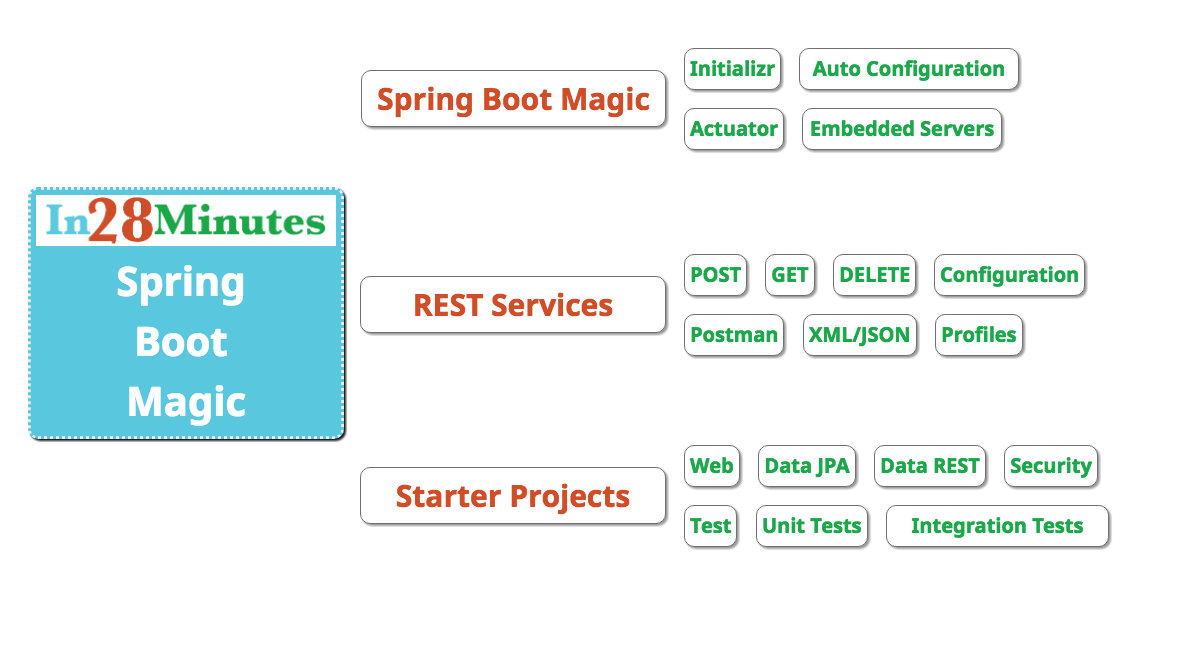 In28Minutes
Spring
Boot
Magic
Spring Boot Magic
Initializr Auto Configuration
Actuator Embedded Servers
REST Services
POST GET DELETE Configuration
Postman XML/JSON Profiles
Starter Projects
Web Data JPA Data REST Security
Test Unit Tests Integration Tests